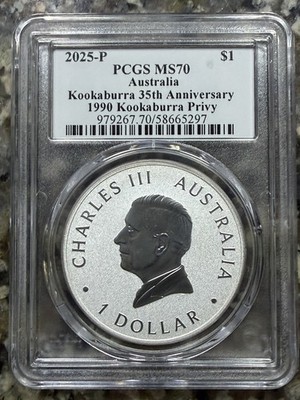 2025-P $1
PCGS MS70
Australia
Kookaburra 35th Anniversary
1990 Kookaburra Privy
979267.70/58665297
CHARLES III AUSTRALIA
• 1 DOLLAR •